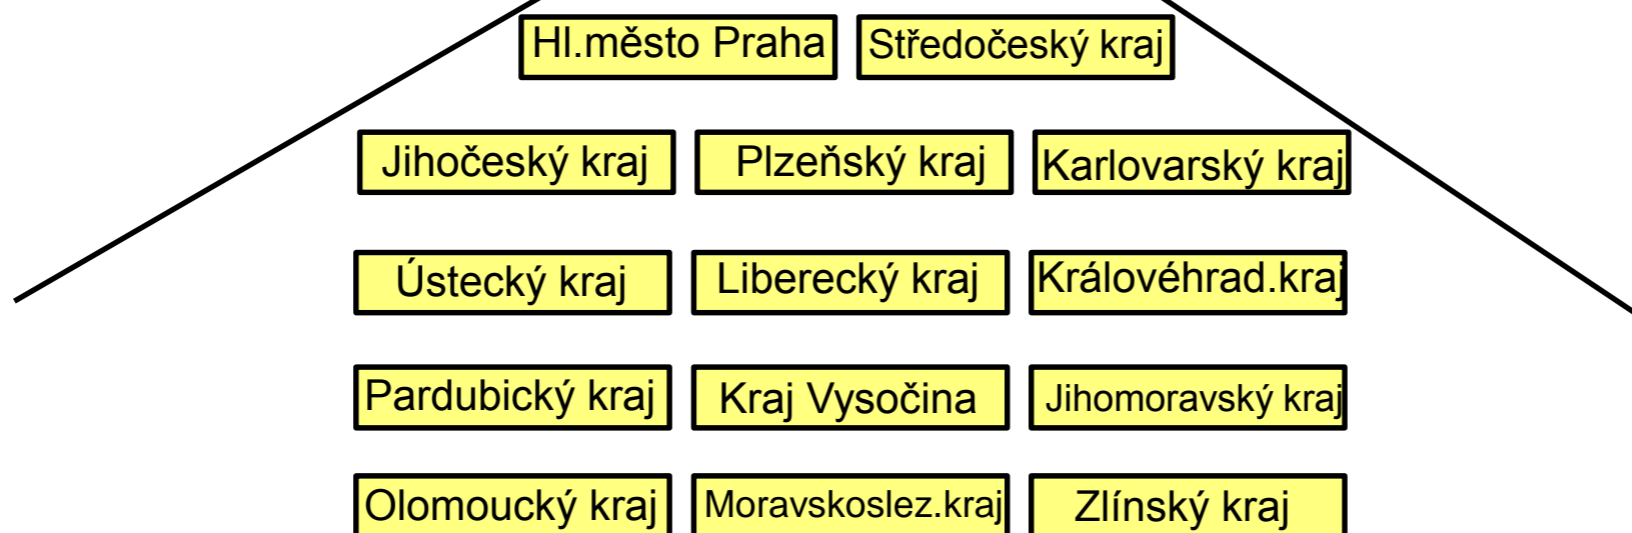 Hl.město Praha
Středočeský kraj
Jihočeský kraj
Plzeňský kraj
Karlovarský kraj
Ústecký kraj
Liberecký kraj
Královéhrad.kraj
Pardubický kraj
Kraj Vysočina
Jihomoravský kraj
Olomoucký kraj
Moravskoslez.kraj
Zlínský kraj